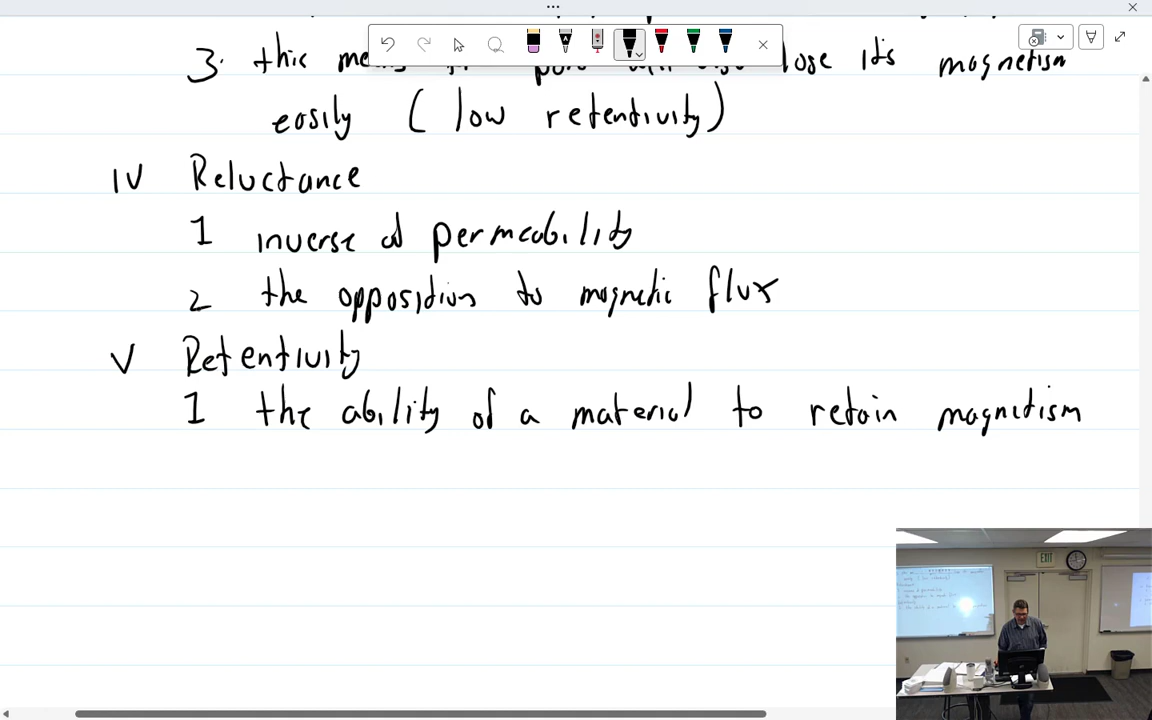 3. this lose it's magnetism
easily ( low retentivity)
IV Reluctance
1 inverse of permeability
2 the opposition to magnetic flux
V Retentivity
1 the ability of a material to retain magnetism
EXIT